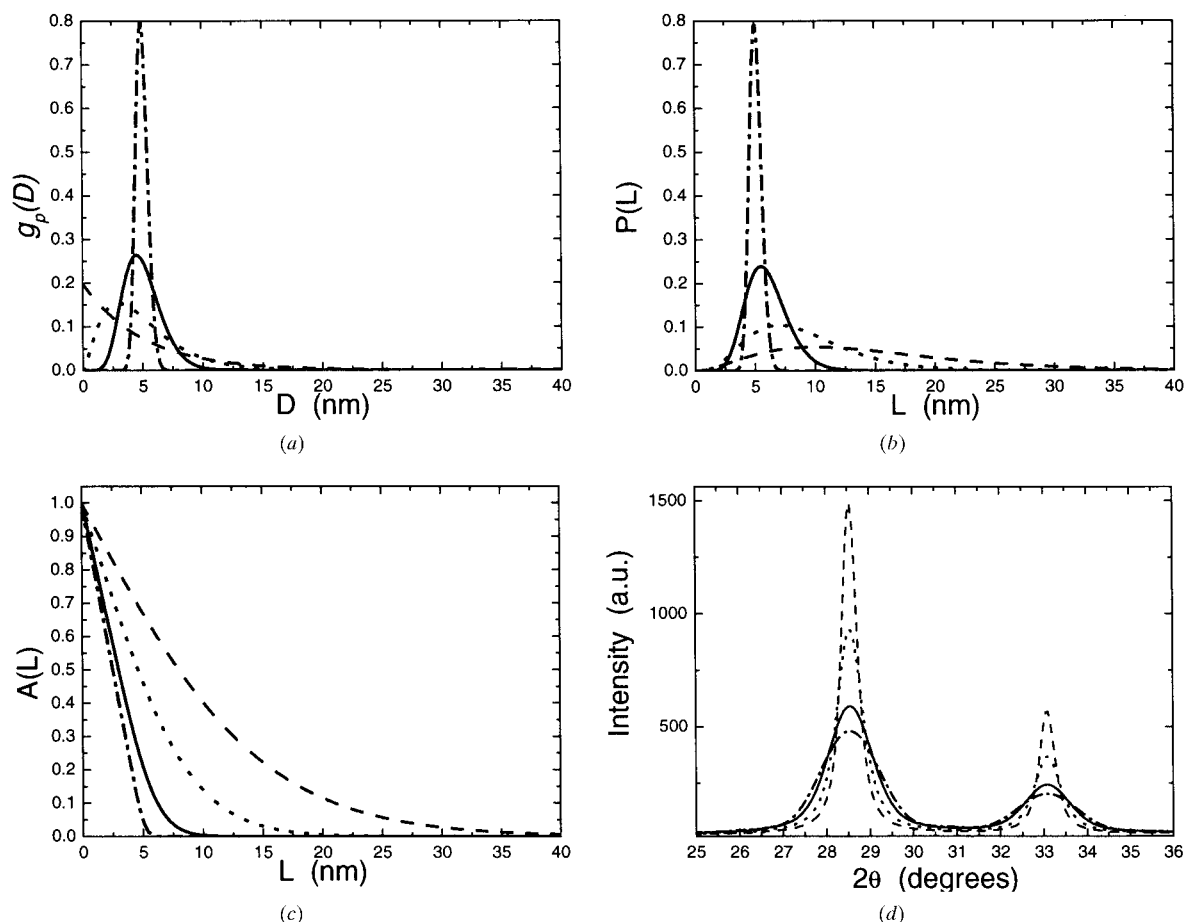 0.8
0.7
0.6
0.5
0.4
0.3
0.2
0.1
0.0
g_p(D)
0 5 10 15 20 25 30 35 40
D (nm)
(a)
0.8
0.7
0.6
0.5
0.4
0.3
0.2
0.1
0.0
P(L)
0 5 10 15 20 25 30 35 40
L (nm)
(b)
1.0
0.9
0.8
0.7
0.6
0.5
0.4
0.3
0.2
0.1
0.0
A(L)
0 5 10 15 20 25 30 35 40
L (nm)
(c)
1500
1000
500
Intensity (a.u.)
25 26 27 28 29 30 31 32 33 34 35 36
2θ (degrees)
(d)